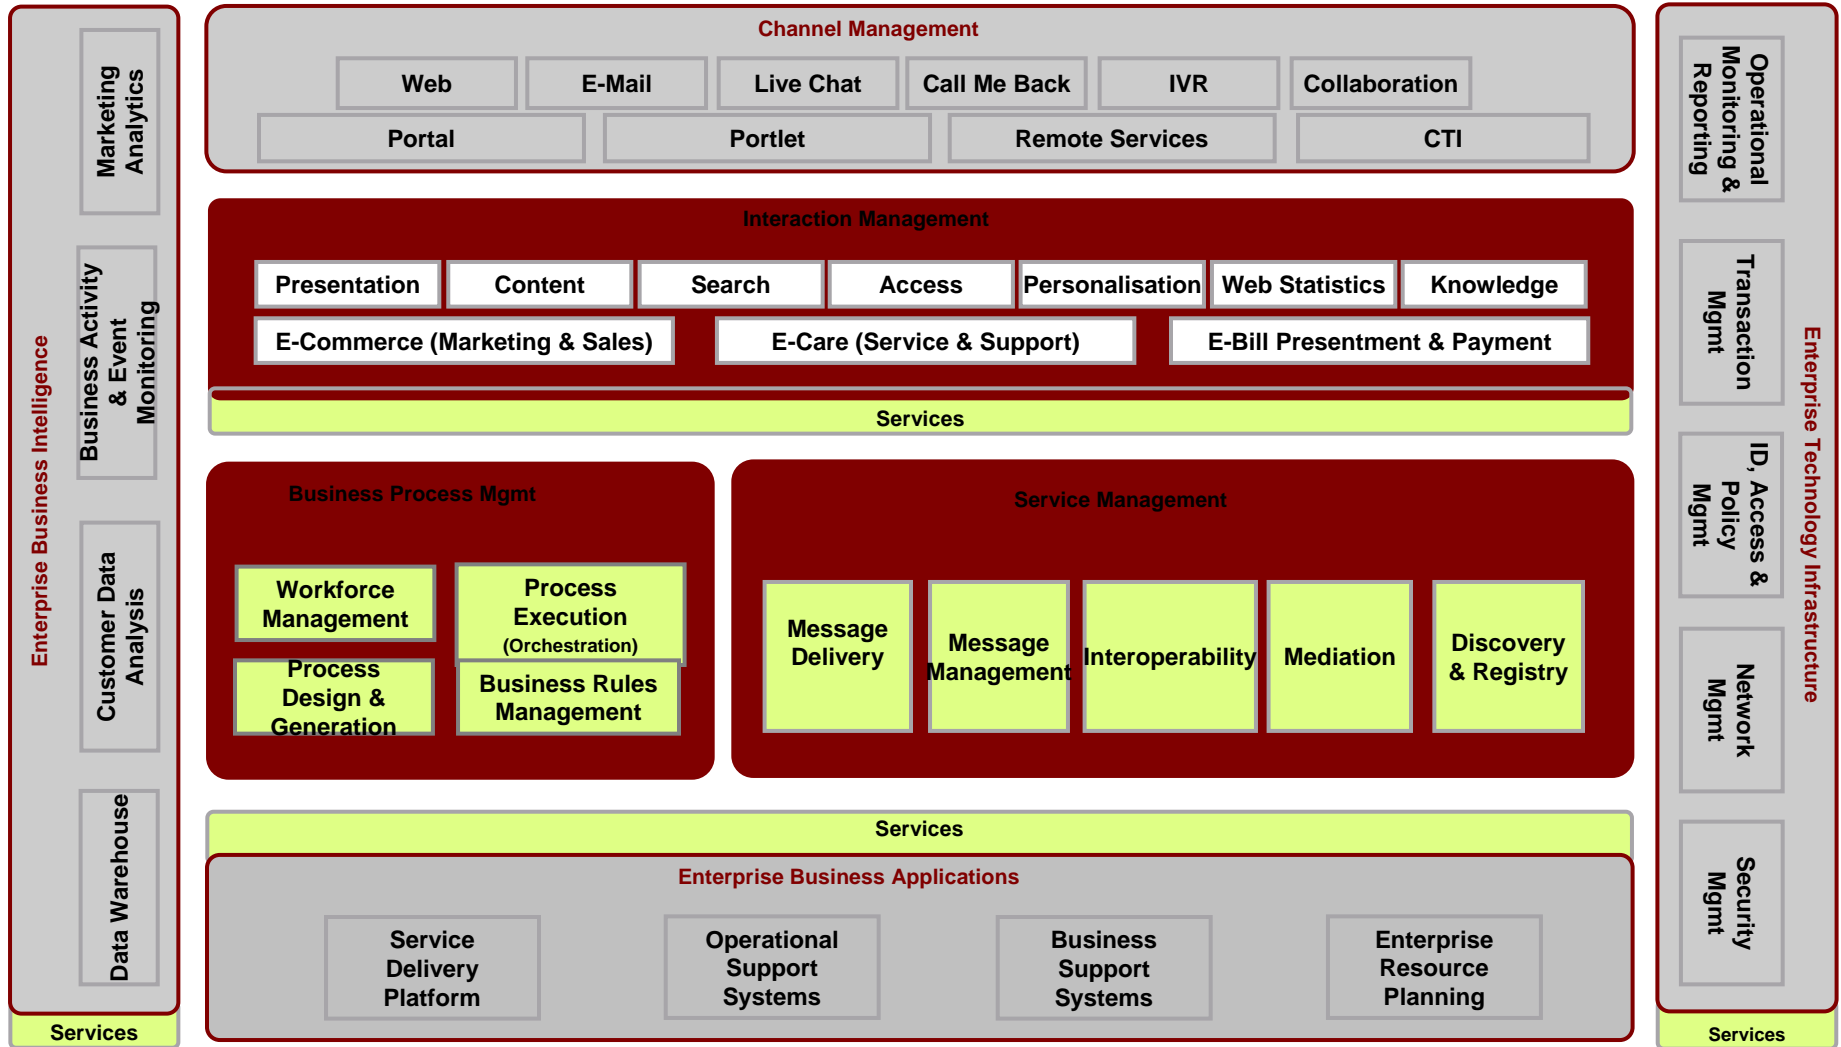 Enterprise Business Intelligence
Marketing
Analytics
Business Activity
& Event
Monitoring
Customer Data
Analysis
Data Warehouse
Services
Channel Management
Web
E-Mail
Live Chat
Call Me Back
IVR
Collaboration
Portal
Portlet
Remote Services
CTI
Interaction Management
Presentation
Content
Search
Access
Personalisation
Web Statistics
Knowledge
E-Commerce (Marketing & Sales)
E-Care (Service & Support)
E-Bill Presentment & Payment
Services
Business Process Mgmt
Workforce
Management
Process
Execution
(Orchestration)
Process
Design &
Generation
Business Rules
Management
Service Management
Message
Delivery
Message
Management
Interoperability
Mediation
Discovery
& Registry
Services
Enterprise Business Applications
Service
Delivery
Platform
Operational
Support
Systems
Business
Support
Systems
Enterprise
Resource
Planning
Enterprise Technology Infrastructure
Operational
Monitoring &
Reporting
Transaction
Mgmt
ID, Access &
Policy
Mgmt
Network
Mgmt
Security
Mgmt
Services